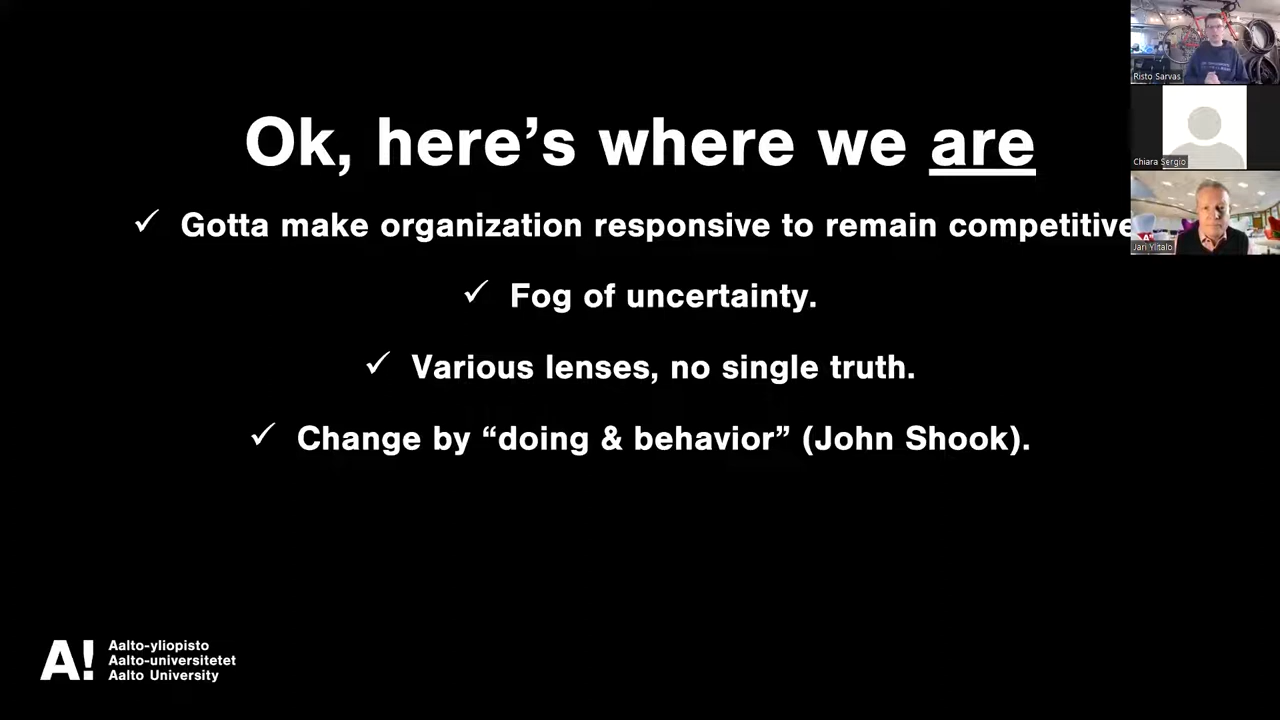 Ok, here's where we are
✓ Gotta make organization responsive to remain competitive
✓ Fog of uncertainty.
✓ Various lenses, no single truth.
✓ Change by “doing & behavior” (John Shook).
A! Aalto-yliopisto
Aalto-universitetet
Aalto University
Risto Sarvas
Chiara Sergio
Jari Ylitalo